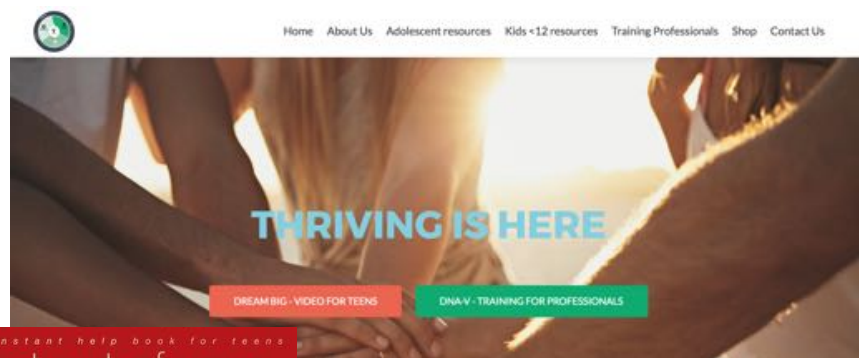 Home About Us Adolescent resources Kids <12 resources Training Professionals Shop Contact Us
THRIVING IS HERE
DREAM BIG - VIDEO FOR TEENS DNA-V - TRAINING FOR PROFESSIONALS
nstant help book for teens